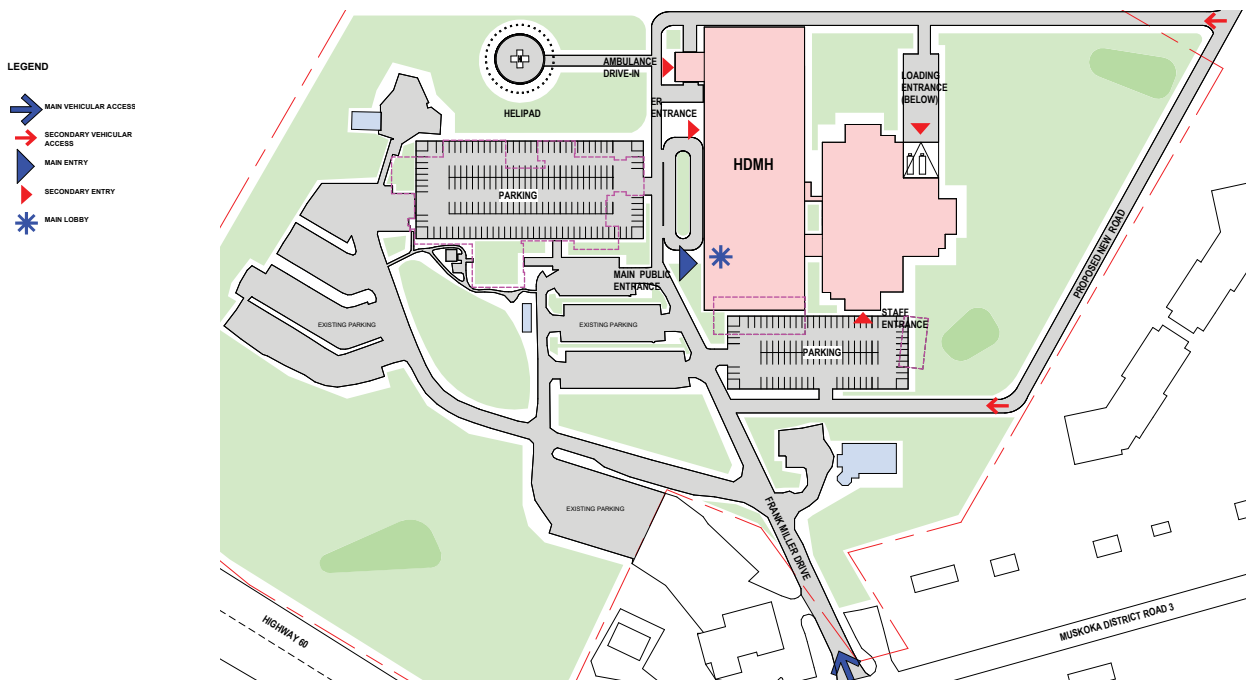 LEGEND
MAIN VEHICULAR ACCESS
SECONDARY VEHICULAR
ACCESS
MAIN ENTRY
SECONDARY ENTRY
MAIN LOBBY
HELIPAD
AMBULANCE
DRIVE-IN
ER
ENTRANCE
LOADING
ENTRANCE
(BELOW)
HDMH
PARKING
MAIN PUBLIC
ENTRANCE
STAFF
ENTRANCE
PARKING
EXISTING PARKING
EXISTING PARKING
EXISTING PARKING
PROPOSED NEW ROAD
FRANK MILLER DRIVE
HIGHWAY 60
MUSKOKA DISTRICT ROAD 3